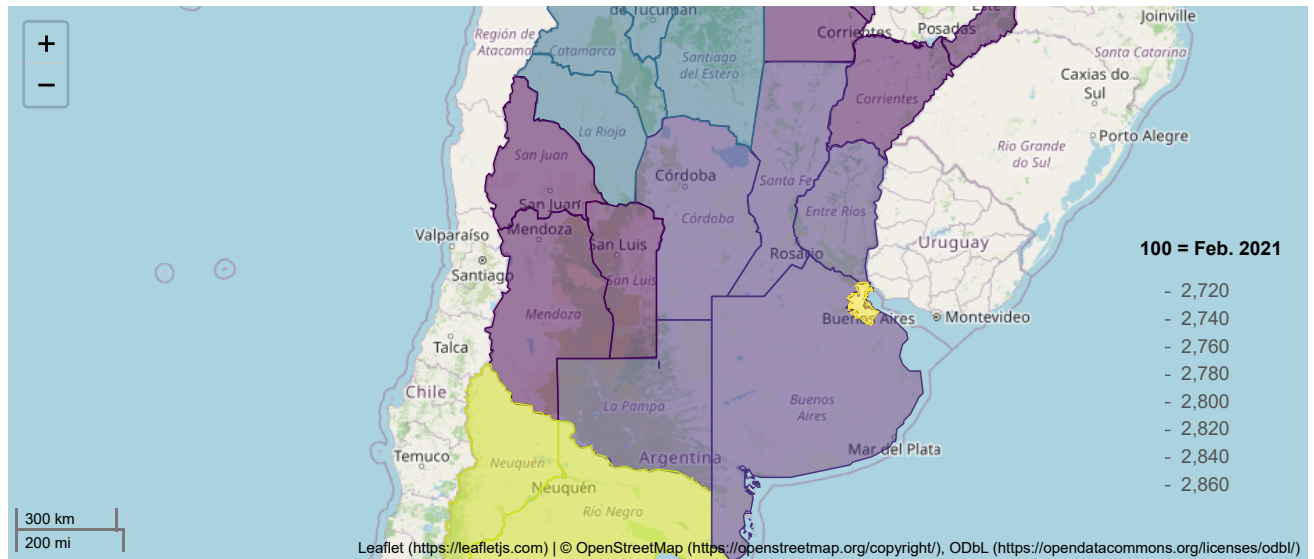 +
−
de Tucumán
Este
Joinville
Región de
Atacama
Catamarca
Santiago
del Estero
Corrientes
Posadas
Santa Catarina
Caxias do
Sul
Corrientes
La Rioja
Porto Alegre
Rio Grande
do Sul
San Juan
Córdoba
Santa Fe
San Juan
Córdoba
Entre Ríos
Valparaíso
Mendoza
San Luis
Rosario
Uruguay
100 = Feb. 2021
Santiago
San Luis
- 2,720
Mendoza
Buenos Aires
Montevideo
- 2,740
Talca
- 2,760
- 2,780
Chile
La Pampa
Buenos
Aires
- 2,800
- 2,820
Temuco
Neuquén
Argentina
Mar del Plata
- 2,840
Neuquén
- 2,860
Río Negro
300 km
200 mi
Leaflet (https://leafletjs.com) | © OpenStreetMap (https://openstreetmap.org/copyright/), ODbL (https://opendatacommons.org/licenses/odbl/)